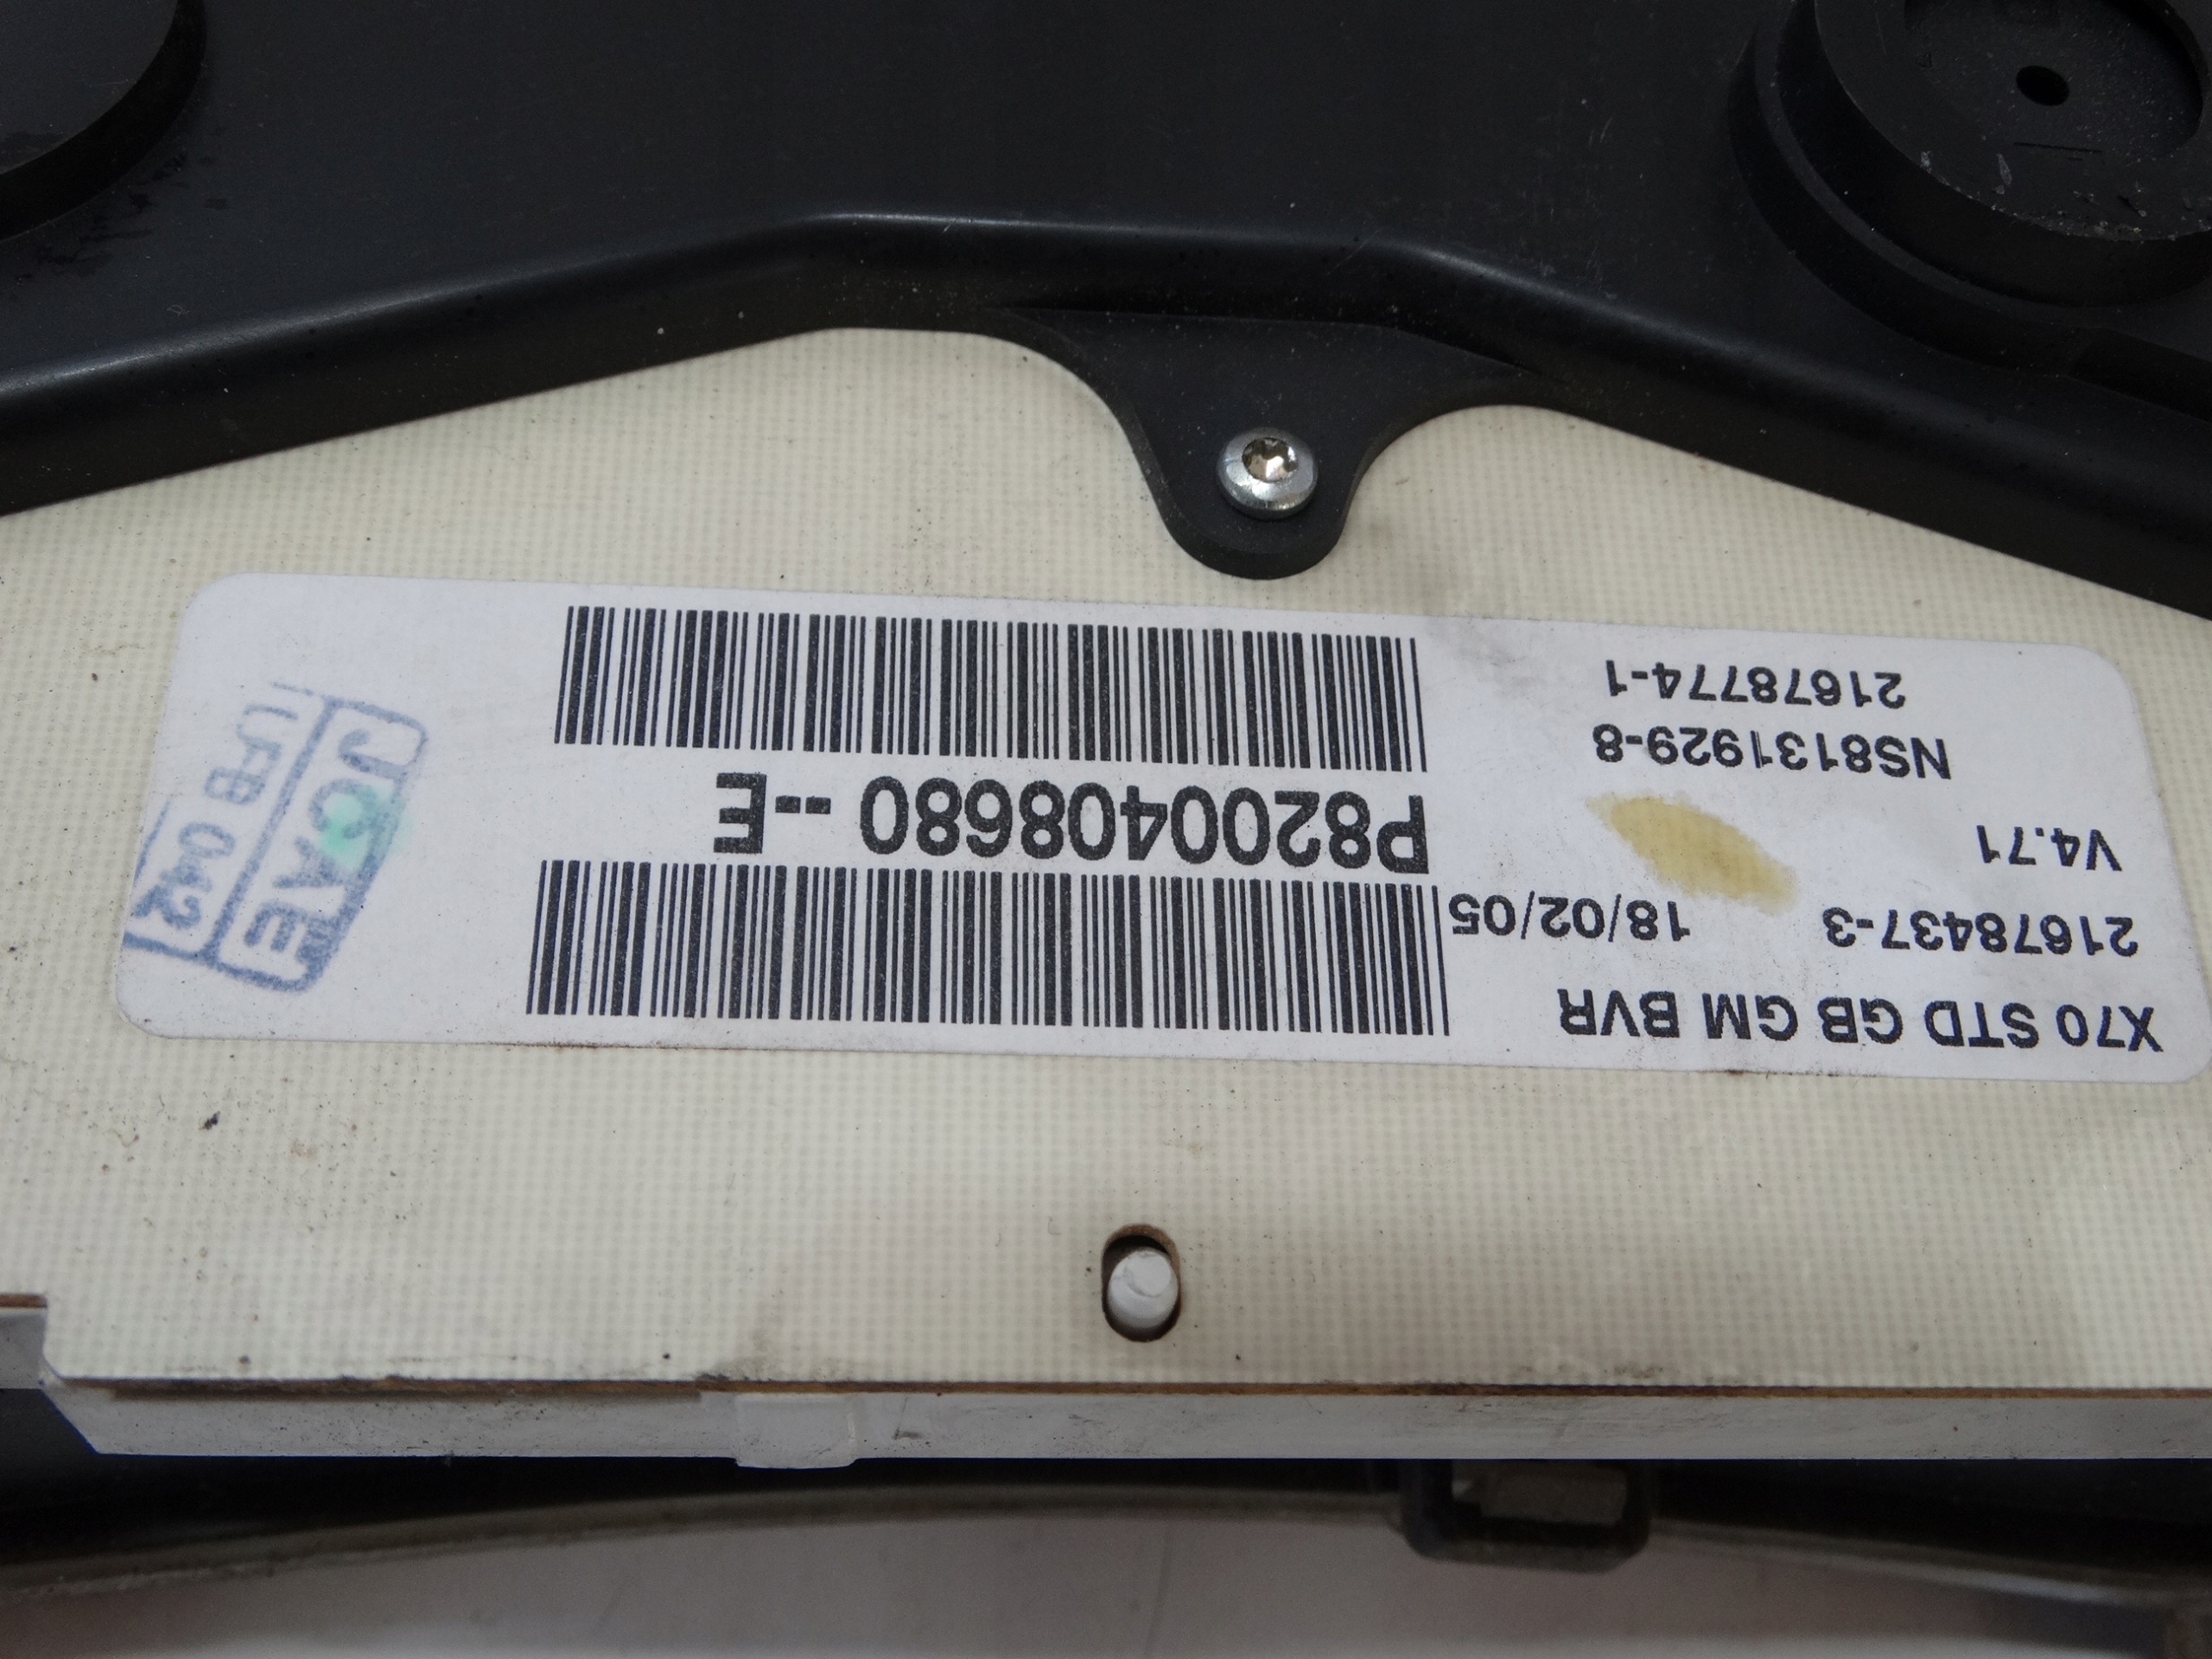 X70 STD GB GM BVR
21678437-3 18/02/05
V4.71
P8200408680 --E
NS8131929-8
21678774-1
JCAE
UFB 042